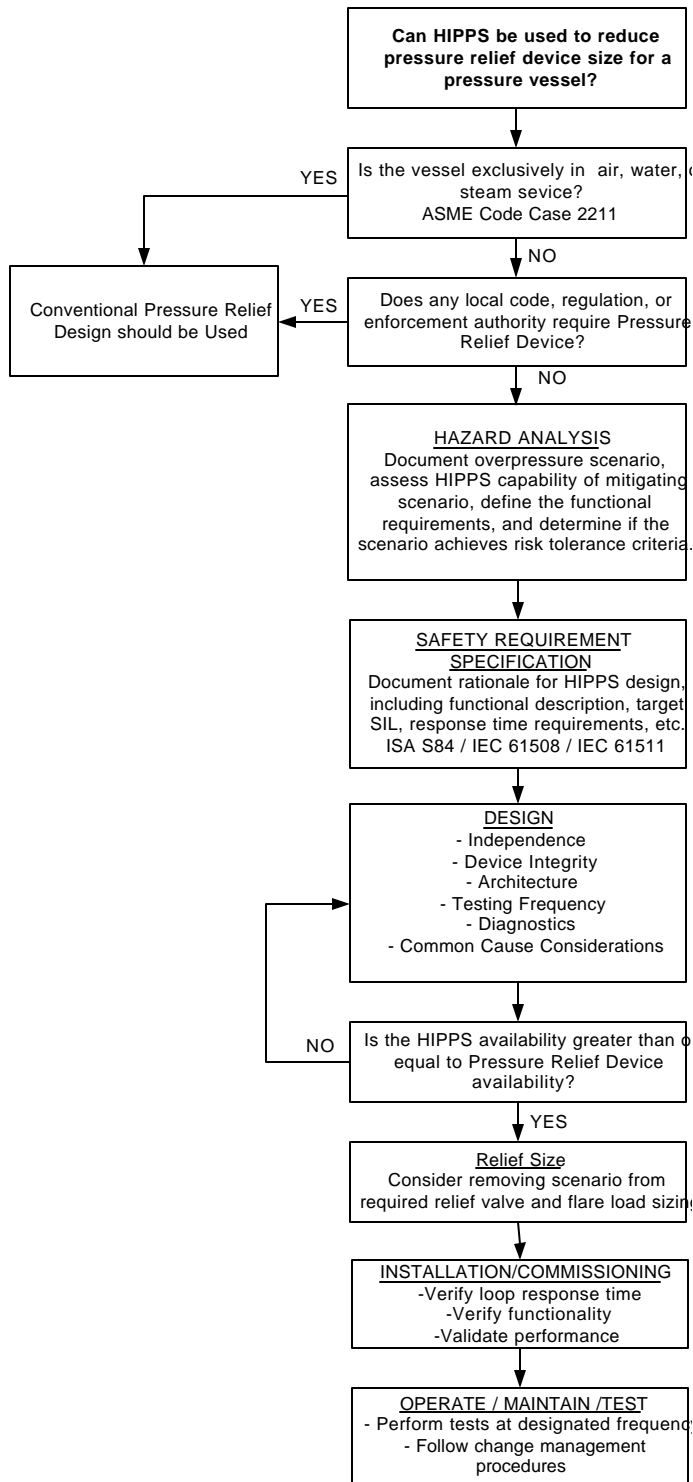 Can HIPPS be used to reduce
pressure relief device size for a
pressure vessel?
YES
Is the vessel exclusively in air, water,
steam sevice?
ASME Code Case 2211
NO
Conventional Pressure Relief
Design should be Used
YES
Does any local code, regulation, or
enforcement authority require Pressure
Relief Device?
NO
HAZARD ANALYSIS
Document overpressure scenario,
assess HIPPS capability of mitigating
scenario, define the functional
requirements, and determine if the
scenario achieves risk tolerance criteria.
SAFETY REQUIREMENT
SPECIFICATION
Document rationale for HIPPS design,
including functional description, target
SIL, response time requirements, etc.
ISA S84 / IEC 61508 / IEC 61511
DESIGN
- Independence
- Device Integrity
- Architecture
- Testing Frequency
- Diagnostics
- Common Cause Considerations
NO
Is the HIPPS availability greater than
equal to Pressure Relief Device
availability?
YES
Relief Size
Consider removing scenario from
required relief valve and flare load sizing
INSTALLATION/COMMISSIONING
-Verify loop response time
-Verify functionality
-Validate performance
OPERATE / MAINTAIN /TEST
- Perform tests at designated frequency
- Follow change management
procedures